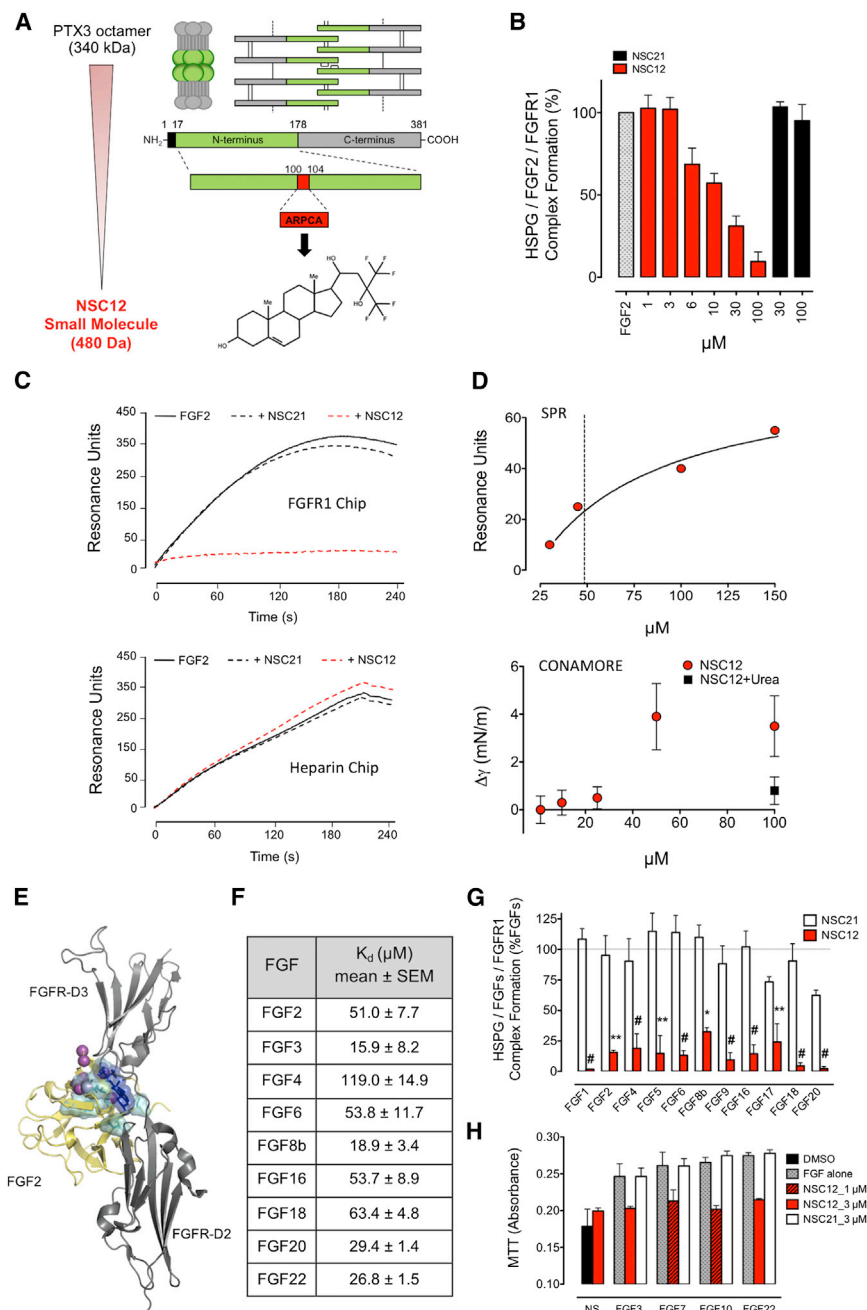 A
PTX3 octamer
(340 kDa)
1 17 178 381
NH2 N-terminus C-terminus COOH
100 104
ARPCA
NSC12
Small Molecule
(480 Da)
HO
Me
Me
HO
HO
F
F
F
F
F
F
B
NSC21
NSC12
HSPG / FGF2 / FGFR1
Complex Formation (%)
100
50
0
FGF2 1 3 6 10 30 100 30 100
µM
C
FGF2 + NSC21 + NSC12
Resonance Units
450
350
250
150
50
0
FGFR1 Chip
0 60 120 180 240
Time (s)
FGF2 + NSC21 + NSC12
Resonance Units
450
350
250
150
50
0
Heparin Chip
0 60 120 180 240
Time (s)
D
SPR
Resonance Units
60
40
20
0
25 50 75 100 125 150
µM
CONAMORE
NSC12
NSC12+Urea
Δγ (mN/m)
6
4
2
0
20 40 60 80 100
µM
E
FGFR-D3
FGF2
FGFR-D2
F
FGF Kd (µM)
mean ± SEM
FGF2 51.0 ± 7.7
FGF3 15.9 ± 8.2
FGF4 119.0 ± 14.9
FGF6 53.8 ± 11.7
FGF8b 18.9 ± 3.4
FGF16 53.7 ± 8.9
FGF18 63.4 ± 4.8
FGF20 29.4 ± 1.4
FGF22 26.8 ± 1.5
G
NSC21
NSC12
HSPG / FGFs / FGFR1
Complex Formation (%FGFs)
125
100
75
50
25
0
# ** # ** # * # # ** # #
FGF1 FGF2 FGF4 FGF5 FGF6 FGF8b FGF9 FGF16 FGF17 FGF18 FGF20
H
DMSO
FGF alone
NSC12_1 µM
NSC12_3 µM
NSC21_3 µM
MTT (Absorbance)
0.30
0.25
0.20
0.15
0.10
NS FGF3 FGF7 FGF10 FGF22